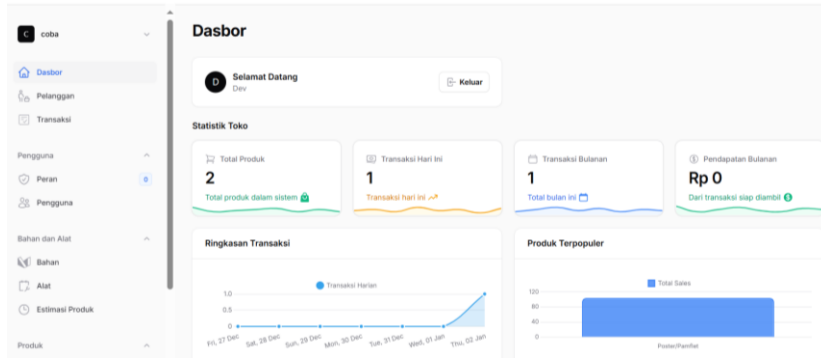 C coba
Dasbor
Pelanggan
Transaksi
Pengguna
Peran 0
Pengguna
Bahan dan Alat
Bahan
Alat
Estimasi Produk
Produk
Dasbor
D Selamat Datang
Dev
Keluar
Statistik Toko
Total Produk
2
Total produk dalam sistem
Transaksi Hari Ini
1
Transaksi hari ini
Transaksi Bulanan
1
Total bulan ini
Pendapatan Bulanan
Rp 0
Dari transaksi siap diambil
Ringkasan Transaksi
Transaksi Harian
1.0
0.5
0
Fri, 27 Dec Sat, 28 Dec Sun, 29 Dec Mon, 30 Dec Tue, 31 Dec Wed, 01 Jan Thu, 02 Jan
Produk Terpopuler
Total Sales
120
80
40
0
Poster/Pamflet